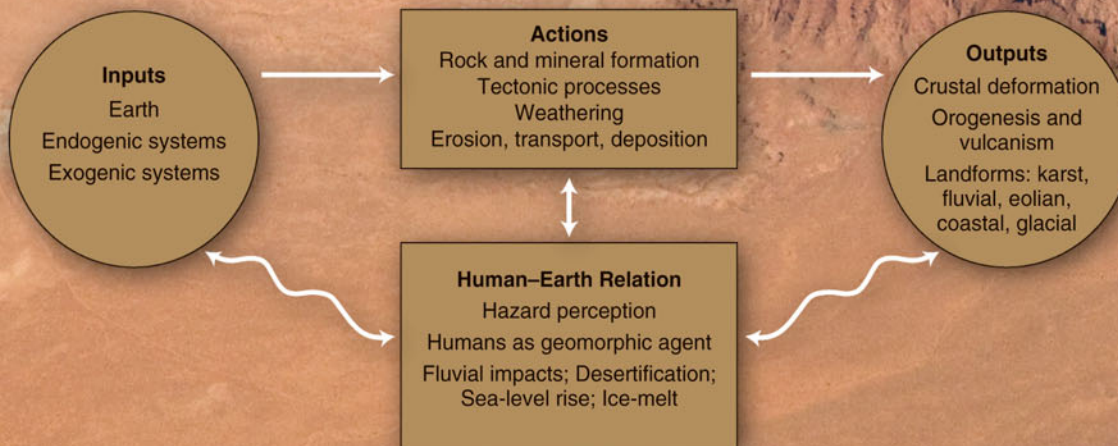 Inputs
Earth
Endogenic systems
Exogenic systems
Actions
Rock and mineral formation
Tectonic processes
Weathering
Erosion, transport, deposition
Outputs
Crustal deformation
Orogenesis and
vulcanism
Landforms: karst,
fluvial, eolian,
coastal, glacial
Human–Earth Relation
Hazard perception
Humans as geomorphic agent
Fluvial impacts; Desertification;
Sea-level rise; Ice-melt